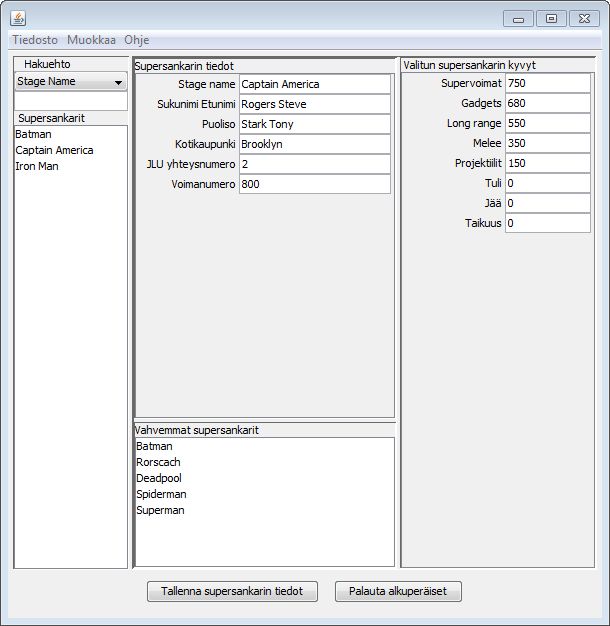 Tiedosto Muokkaa Ohje
Hakuehto
Stage Name
Supersankarit
Batman
Captain America
Iron Man
Supersankarin tiedot
Stage name Captain America
Sukunimi Etunimi Rogers Steve
Puoliso Stark Tony
Kotikaupunki Brooklyn
JLU yhteysnumero 2
Voimanumero 800
Vahvemmat supersankarit
Batman
Rorscach
Deadpool
Spiderman
Superman
Valitun supersankarin kyvyt
Supervoimat 750
Gadgets 680
Long range 550
Melee 350
Projektiilit 150
Tuli 0
Jää 0
Taikuus 0
Tallenna supersankarin tiedot
Palauta alkuperäiset